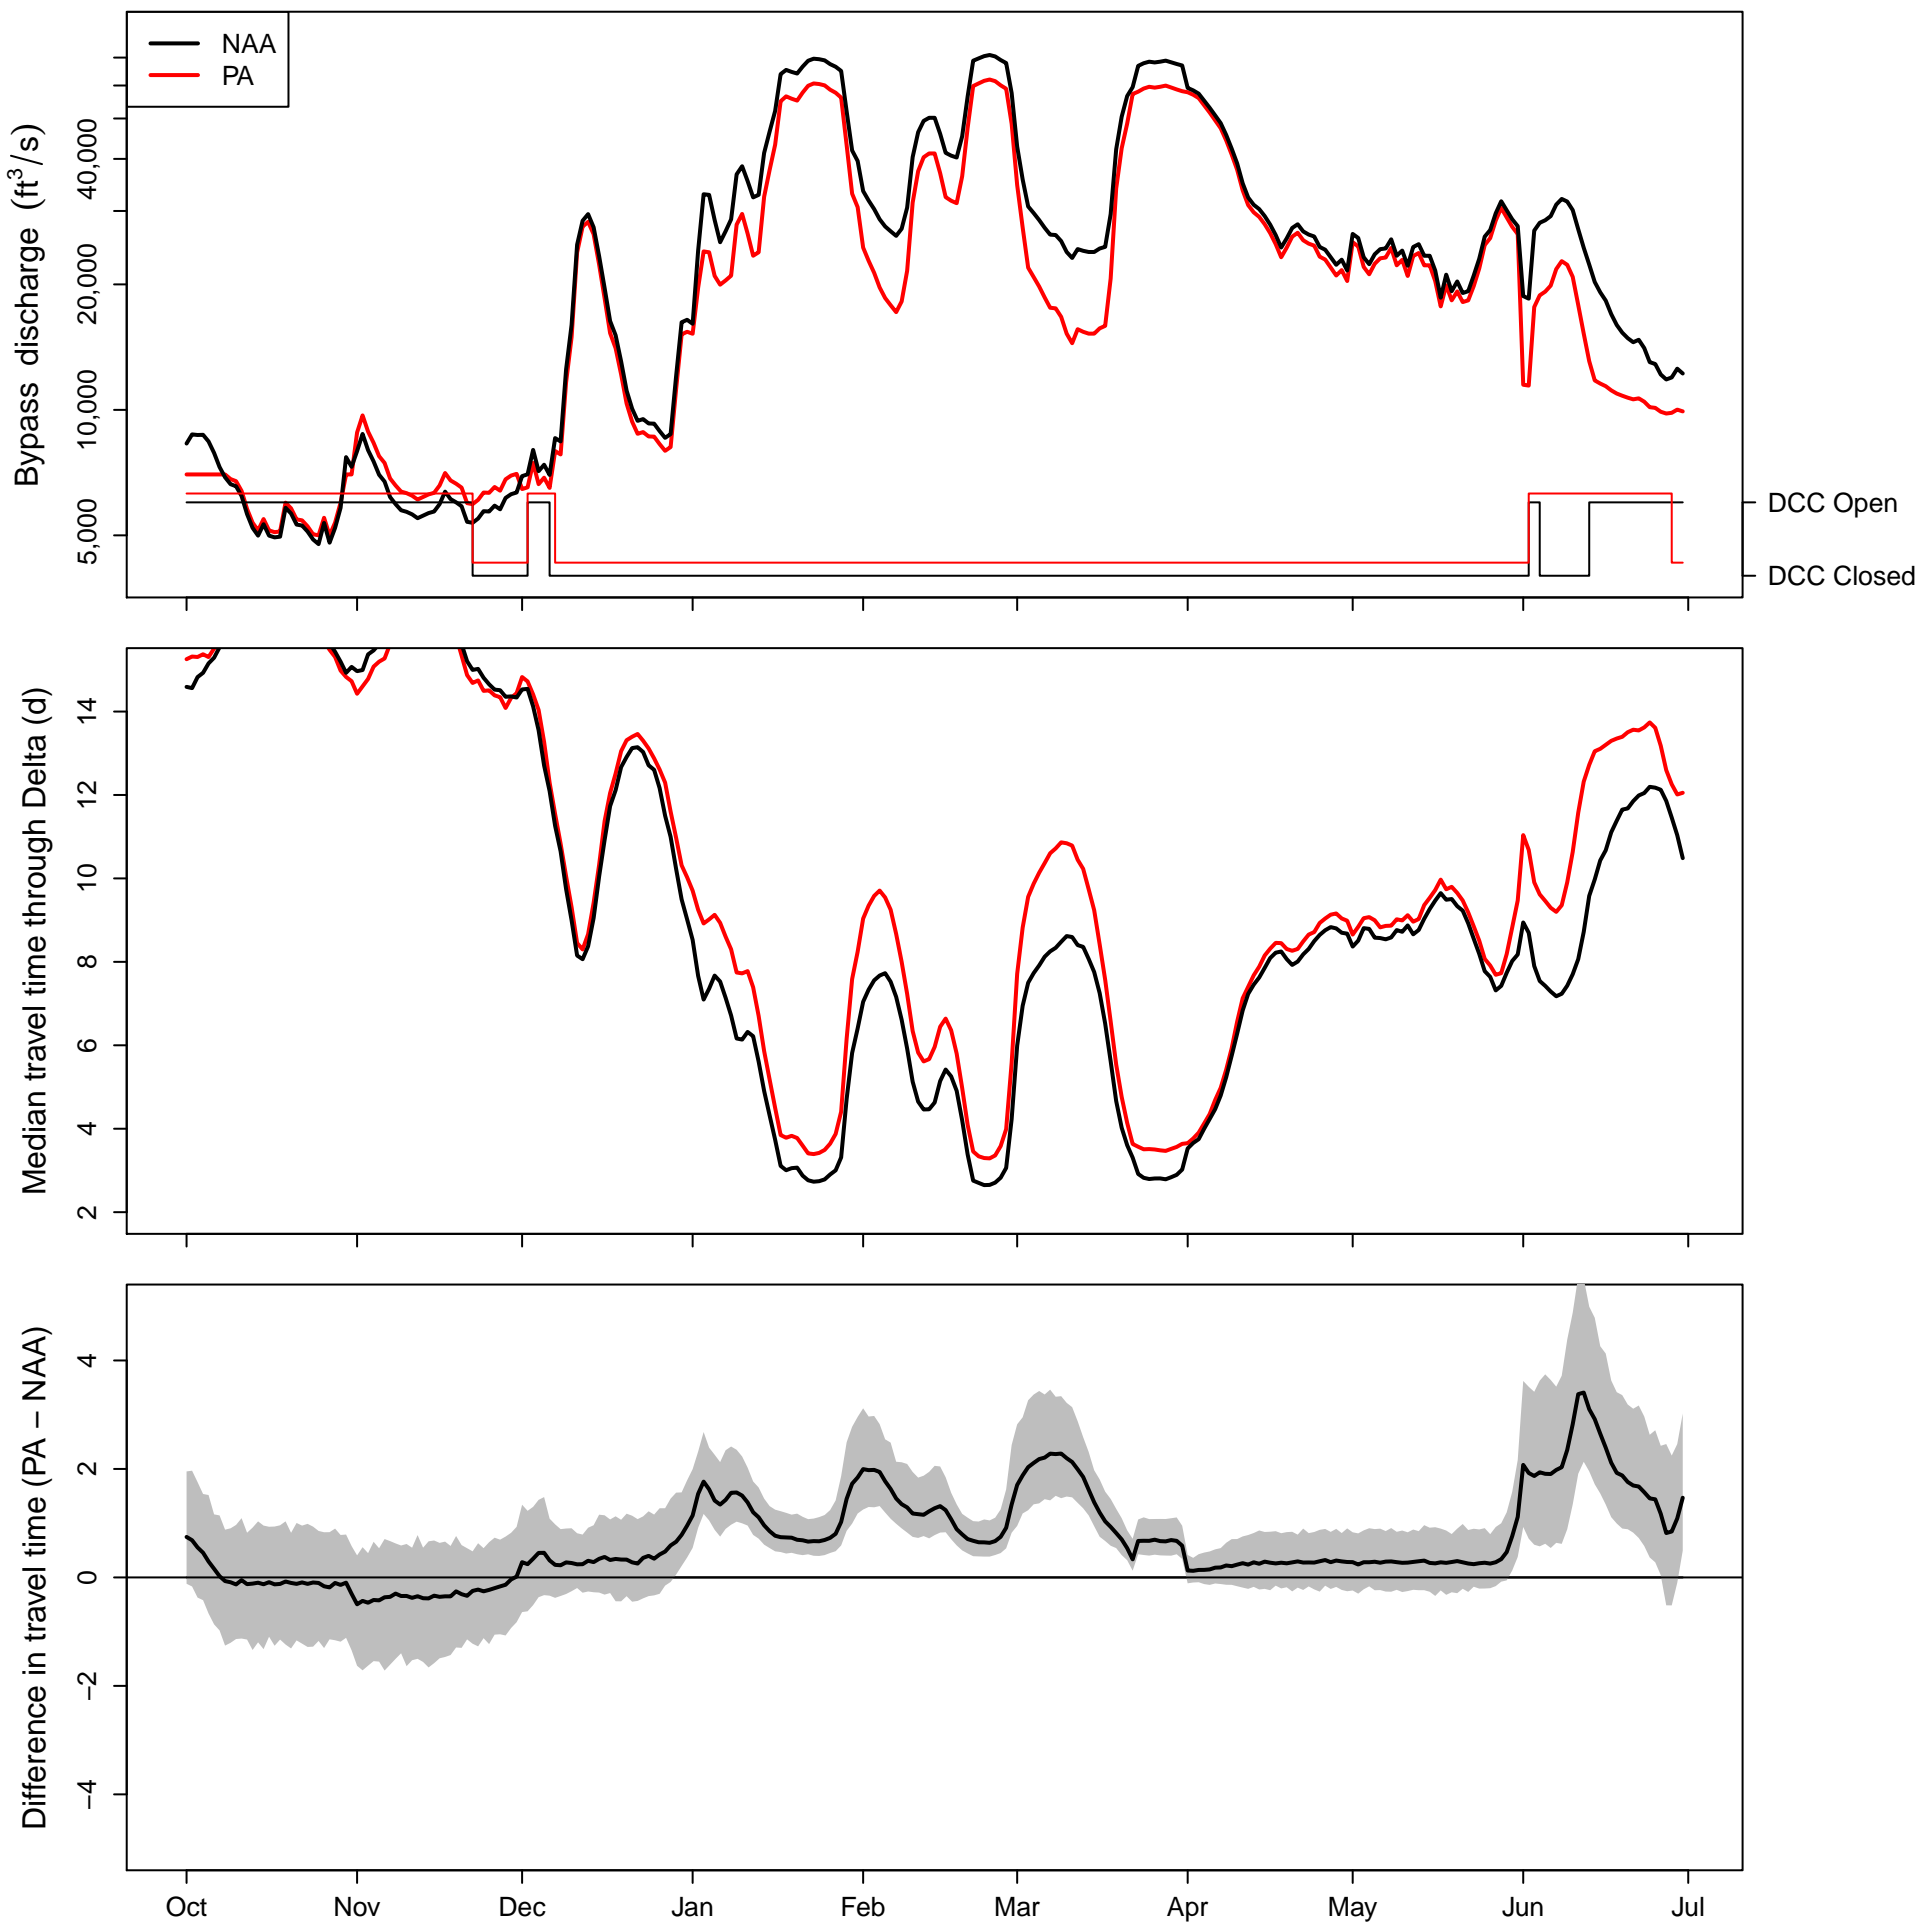 NAA
PA
Bypass discharge (ft³/s)
40,000
20,000
10,000
5,000
DCC Open
DCC Closed
Median travel time through Delta (d)
14
12
10
8
6
4
2
Difference in travel time (PA − NAA)
4
2
0
−2
−4
Oct Nov Dec Jan Feb Mar Apr May Jun Jul